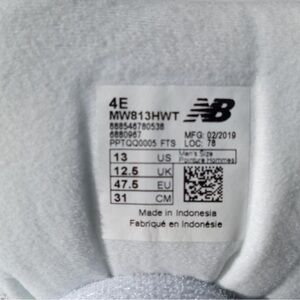 4E
MW813HWT NB
888546780538
6880967 MFG: 02/2019
PPTQQ0005 FTS LOC: 78
13 US Men's Size
12.5 UK Pointure Hommes
47.5 EU
31 CM
Made in Indonesia
Fabriqué en Indonésie